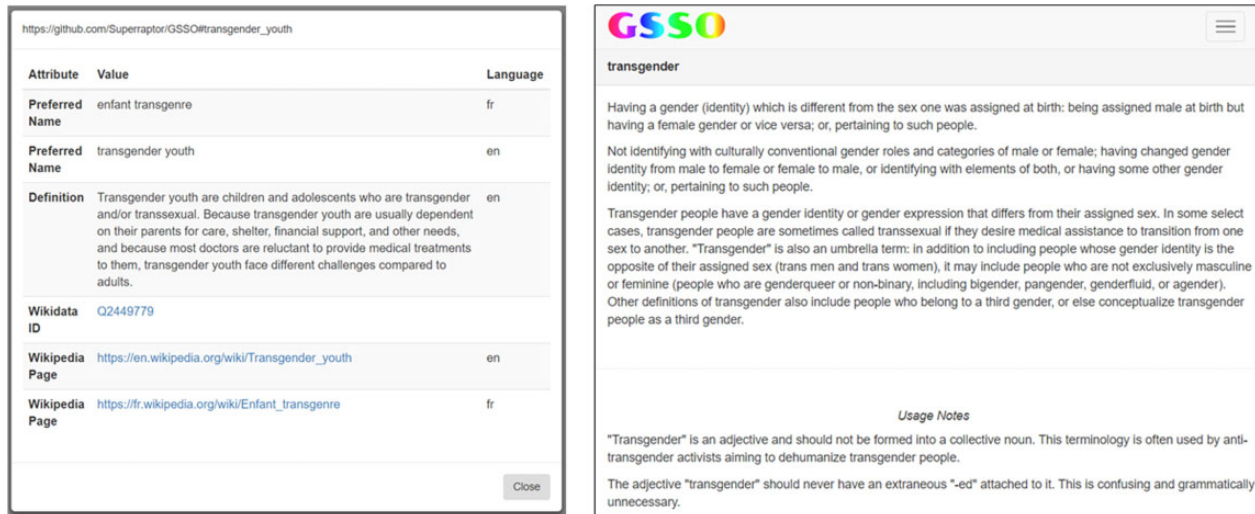 https://github.com/Superraptor/GSSO#transgender_youth
Attribute Value Language
Preferred Name enfant transgenre fr
Preferred Name transgender youth en
Definition Transgender youth are children and adolescents who are transgender en
and/or transsexual. Because transgender youth are usually dependent
on their parents for care, shelter, financial support, and other needs,
and because most doctors are reluctant to provide medical treatments
to them, transgender youth face different challenges compared to
adults.
Wikidata ID Q2449779
Wikipedia Page https://en.wikipedia.org/wiki/Transgender_youth en
Wikipedia Page https://fr.wikipedia.org/wiki/Enfant_transgenre fr
Close
GSSO
transgender
Having a gender (identity) which is different from the sex one was assigned at birth: being assigned male at birth but
having a female gender or vice versa; or, pertaining to such people.
Not identifying with culturally conventional gender roles and categories of male or female; having changed gender
identity from male to female or female to male, or identifying with elements of both, or having some other gender
identity; or, pertaining to such people.
Transgender people have a gender identity or gender expression that differs from their assigned sex. In some select
cases, transgender people are sometimes called transsexual if they desire medical assistance to transition from one
sex to another. "Transgender" is also an umbrella term: in addition to including people whose gender identity is the
opposite of their assigned sex (trans men and trans women), it may include people who are not exclusively masculine
or feminine (people who are genderqueer or non-binary, including bigender, pangender, genderfluid, or agender).
Other definitions of transgender also include people who belong to a third gender, or else conceptualize transgender
people as a third gender.
Usage Notes
"Transgender" is an adjective and should not be formed into a collective noun. This terminology is often used by anti-
transgender activists aiming to dehumanize transgender people.
The adjective "transgender" should never have an extraneous "-ed" attached to it. This is confusing and grammatically
unnecessary.